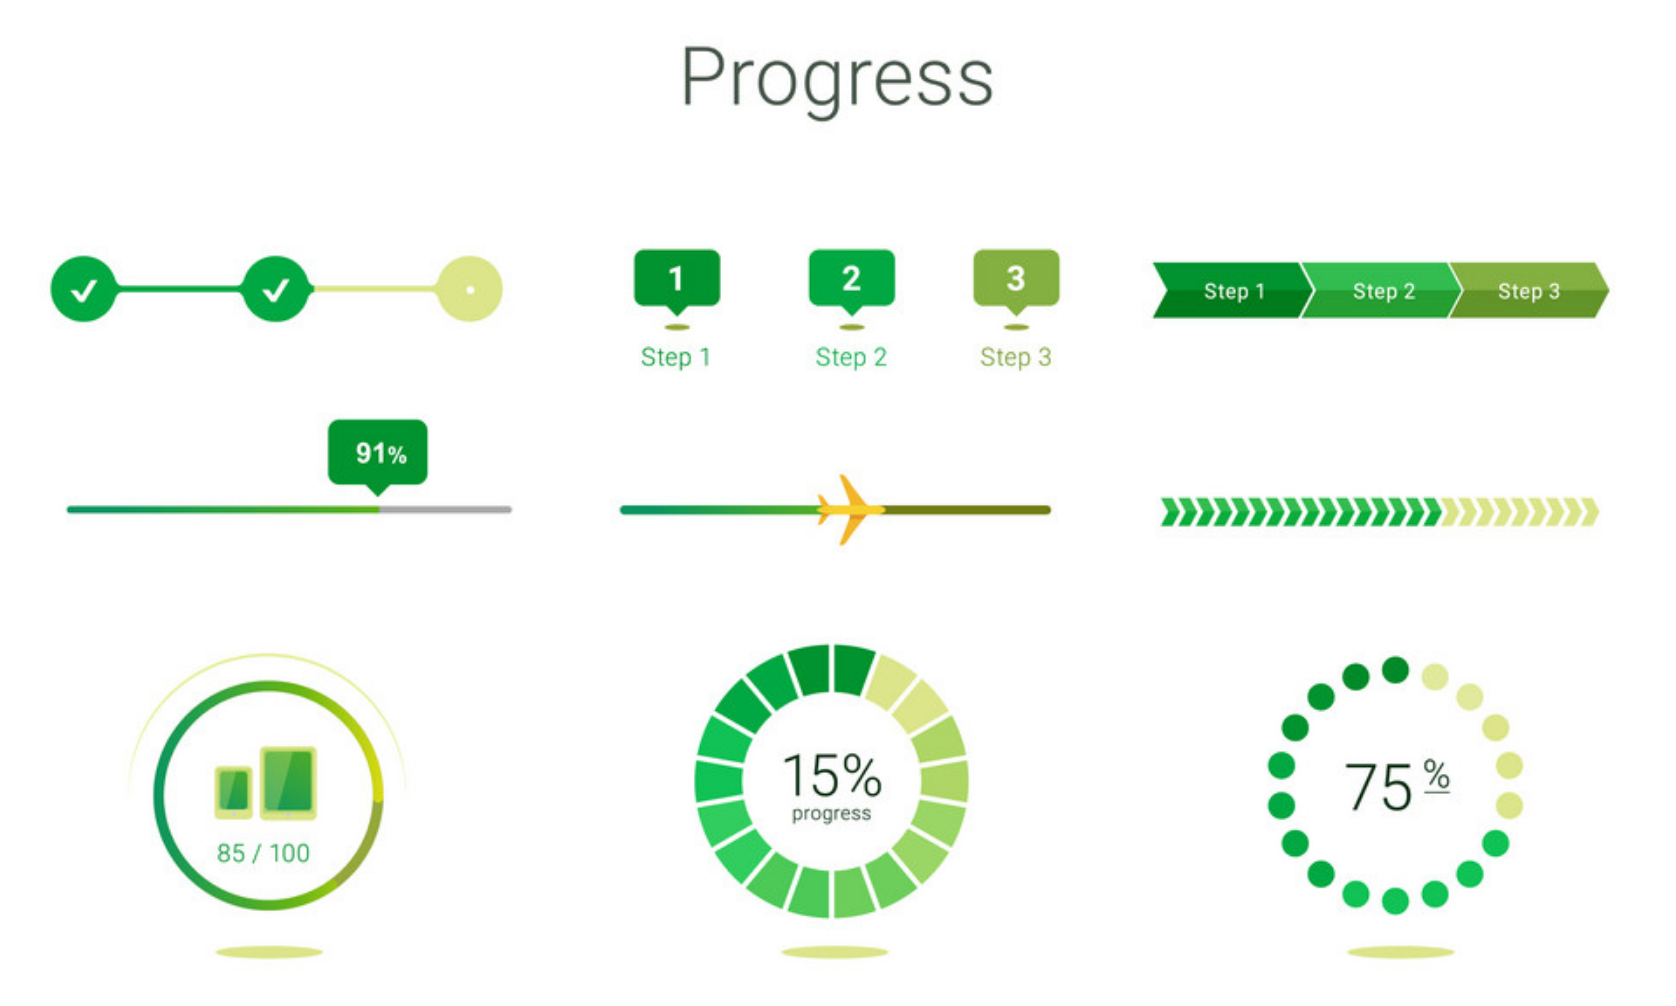 Progress
1
2
3
Step 1
Step 2
Step 3
Step 1
Step 2
Step 3
91%
85 / 100
15%
progress
75 %